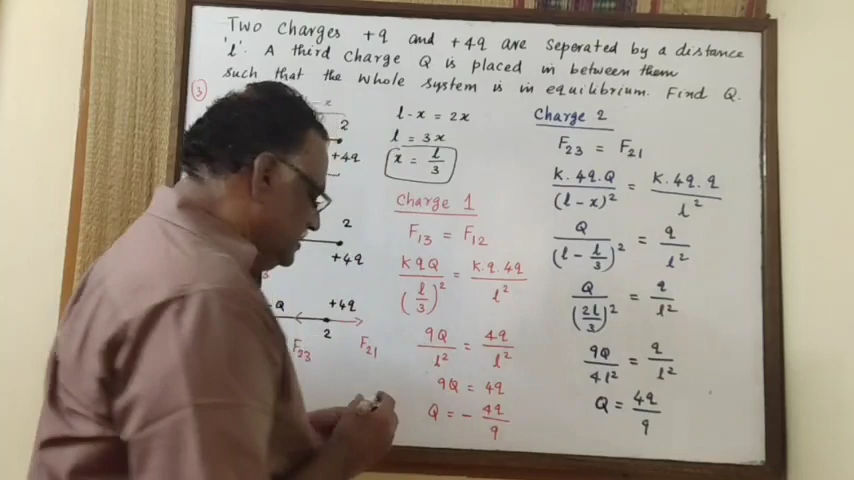 Two charges +q and +4q are seperated by a distance
'l'. A third charge Q is placed in between them
such that the whole system is in equilibrium. Find Q.
3
- x
2
+4q
2
+4q
-Q
+4q
2
F23
F21
l - x = 2x
l = 3x
x = l/3
Charge 1
F13 = F12
KqQ/(l/3)² = K.q.4q/l²
9Q/l² = 4q/l²
9Q = 4q
Q = - 4q/9
Charge 2
F23 = F21
K.4q.Q/(l-x)² = K.4q.q/l²
Q/(l - l/3)² = q/l²
Q/(2l/3)² = q/l²
9Q/4l² = q/l²
Q = 4q/9